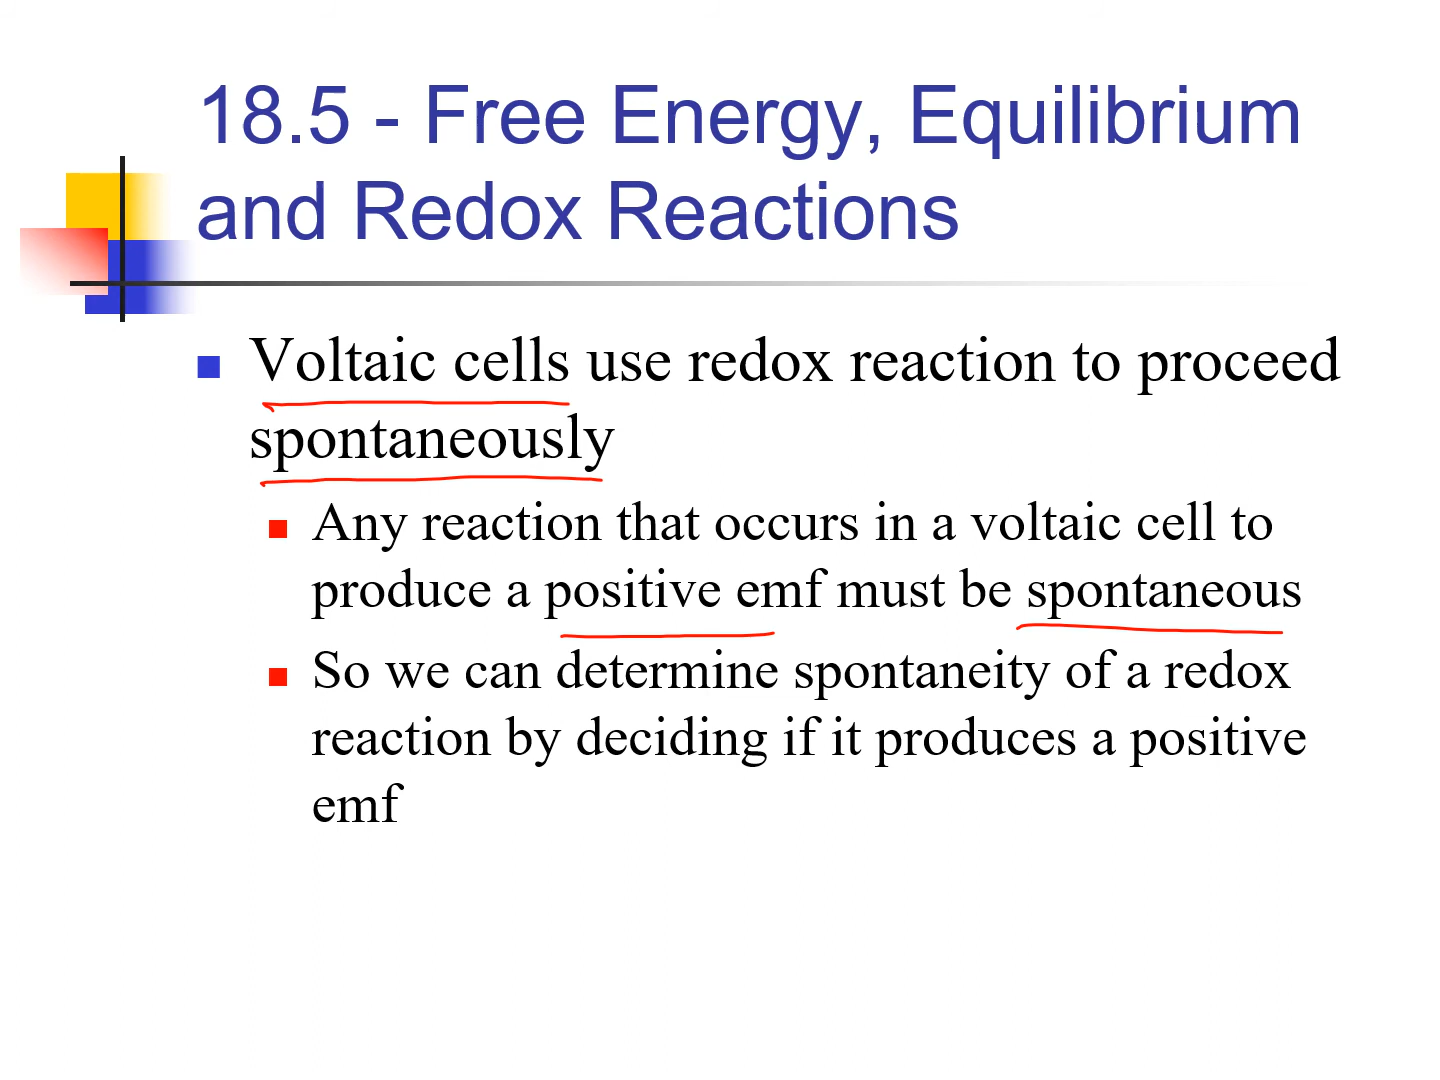 18.5 - Free Energy, Equilibrium
and Redox Reactions
Voltaic cells use redox reaction to proceed
spontaneously
Any reaction that occurs in a voltaic cell to
produce a positive emf must be spontaneous
So we can determine spontaneity of a redox
reaction by deciding if it produces a positive
emf